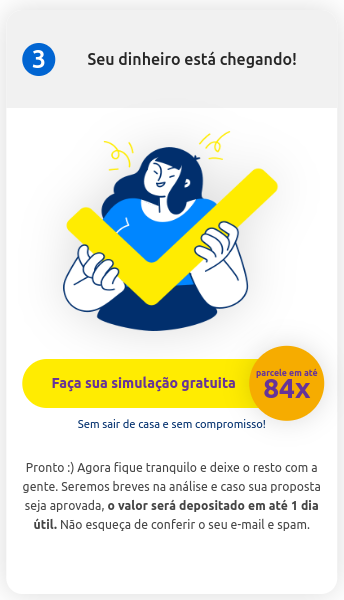 3
Seu dinheiro está chegando!
Faça sua simulação gratuita
parcele em até
84x
Sem sair de casa e sem compromisso!
Pronto :) Agora fique tranquilo e deixe o resto com a
gente. Seremos breves na análise e caso sua proposta
seja aprovada, o valor será depositado em até 1 dia
útil. Não esqueça de conferir o seu e-mail e spam.